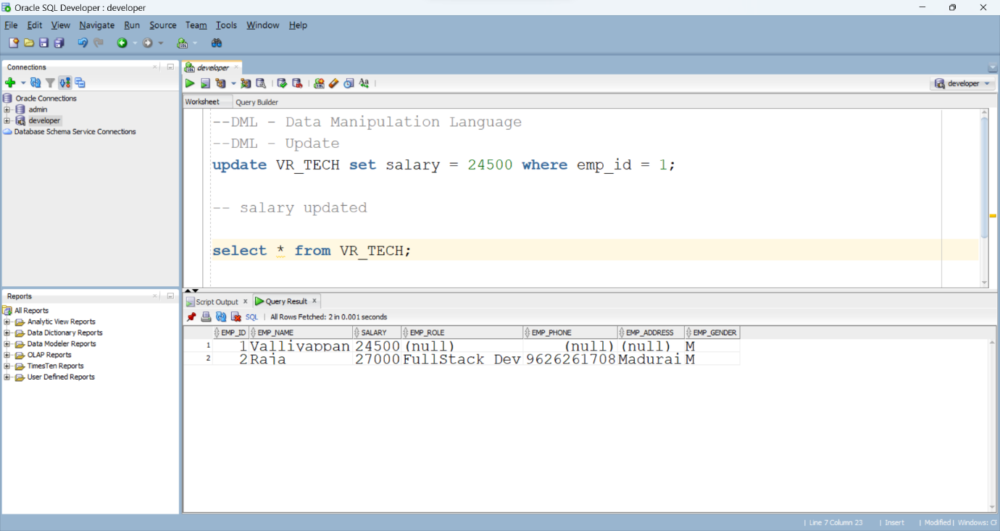 Oracle SQL Developer : developer
File Edit View Navigate Run Source Team Tools Window Help
Connections
Oracle Connections
admin
developer
Database Schema Service Connections
Reports
All Reports
Analytic View Reports
Data Dictionary Reports
Data Modeler Reports
OLAP Reports
TimesTen Reports
User Defined Reports
developer
developer
Worksheet Query Builder
--DML - Data Manipulation Language
--DML - Update
update VR_TECH set salary = 24500 where emp_id = 1;
-- salary updated
select * from VR_TECH;
Script Output x Query Result x
SQL | All Rows Fetched: 2 in 0.001 seconds
EMP_ID EMP_NAME SALARY EMP_ROLE EMP_PHONE EMP_ADDRESS EMP_GENDER
1 1 Valliyappan 24500 (null) (null) (null) M
2 2 Raja 27000 FullStack Dev 9626261708 Madurai M
| Line 7 Column 23 | Insert | Modified | Windows: CF